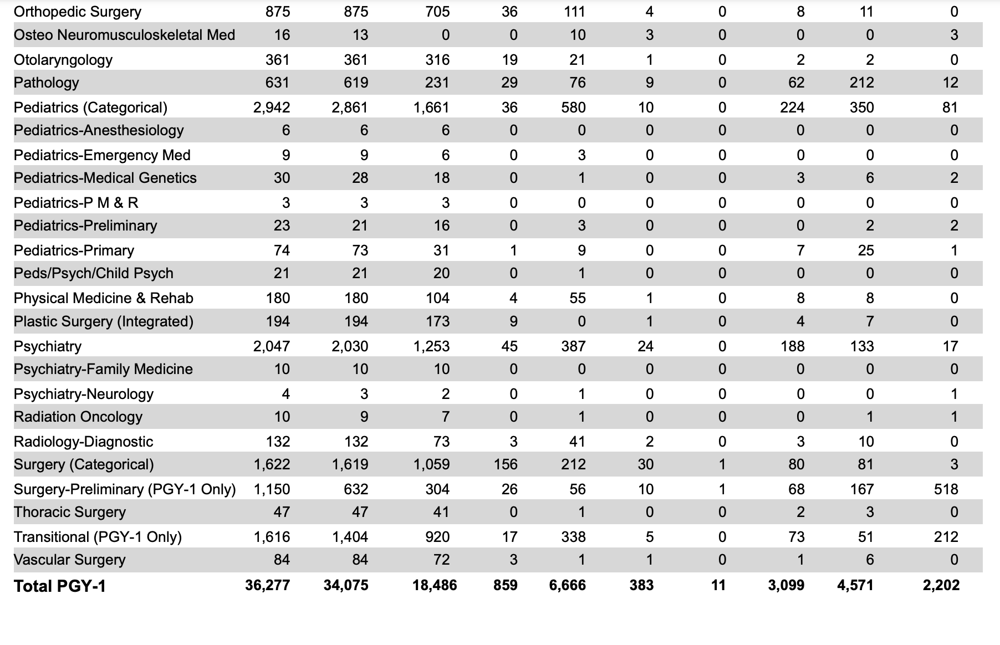 Orthopedic Surgery 875 875 705 36 111 4 0 8 11 0
Osteo Neuromusculoskeletal Med 16 13 0 0 10 3 0 0 0 3
Otolaryngology 361 361 316 19 21 1 0 2 2 0
Pathology 631 619 231 29 76 9 0 62 212 12
Pediatrics (Categorical) 2,942 2,861 1,661 36 580 10 0 224 350 81
Pediatrics-Anesthesiology 6 6 6 0 0 0 0 0 0 0
Pediatrics-Emergency Med 9 9 6 0 3 0 0 0 0 0
Pediatrics-Medical Genetics 30 28 18 0 1 0 0 3 6 2
Pediatrics-P M & R 3 3 3 0 0 0 0 0 0 0
Pediatrics-Preliminary 23 21 16 0 3 0 0 0 2 2
Pediatrics-Primary 74 73 31 1 9 0 0 7 25 1
Peds/Psych/Child Psych 21 21 20 0 1 0 0 0 0 0
Physical Medicine & Rehab 180 180 104 4 55 1 0 8 8 0
Plastic Surgery (Integrated) 194 194 173 9 0 1 0 4 7 0
Psychiatry 2,047 2,030 1,253 45 387 24 0 188 133 17
Psychiatry-Family Medicine 10 10 10 0 0 0 0 0 0 0
Psychiatry-Neurology 4 3 2 0 1 0 0 0 0 1
Radiation Oncology 10 9 7 0 1 0 0 0 1 1
Radiology-Diagnostic 132 132 73 3 41 2 0 3 10 0
Surgery (Categorical) 1,622 1,619 1,059 156 212 30 1 80 81 3
Surgery-Preliminary (PGY-1 Only) 1,150 632 304 26 56 10 1 68 167 518
Thoracic Surgery 47 47 41 0 1 0 0 2 3 0
Transitional (PGY-1 Only) 1,616 1,404 920 17 338 5 0 73 51 212
Vascular Surgery 84 84 72 3 1 1 0 1 6 0
Total PGY-1 36,277 34,075 18,486 859 6,666 383 11 3,099 4,571 2,202